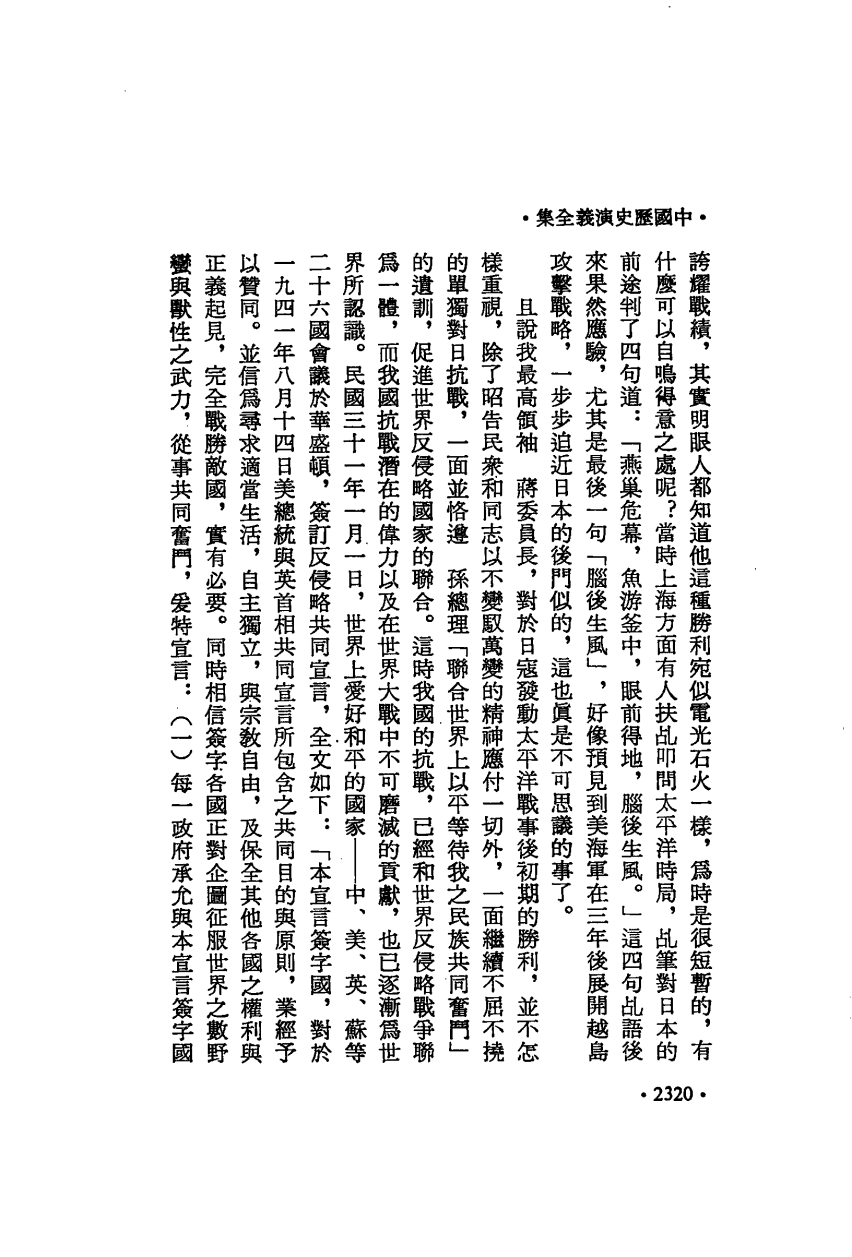 •中國歷史演義全集•
誇耀戰績，其實明眼人都知道他這種勝利宛似電光石火一樣，爲時是很短暫的，有
什麼可以自鳴得意之處呢？當時上海方面有人扶乩叩問太平洋時局，乩筆對日本的
前途判了四句道：「燕巢危幕，魚游釜中，眼前得地，腦後生風。」這四句乩語後
來果然應驗，尤其是最後一句「腦後生風」，好像預見到美海軍在三年後展開越島
攻擊戰略，一步步迫近日本的後門似的，這也眞是不可思議的事了。
且說我最高領袖　蔣委員長，對於日寇發動太平洋戰事後初期的勝利，並不怎
樣重視，除了昭告民衆和同志以不變馭萬變的精神應付一切外，一面繼續不屈不撓
的單獨對日抗戰，一面並恪遵　孫總理「聯合世界上以平等待我之民族共同奮鬥」
的遺訓，促進世界反侵略國家的聯合。這時我國的抗戰，已經和世界反侵略戰爭聯
爲一體，而我國抗戰潛在的偉力以及在世界大戰中不可磨滅的貢獻，也已逐漸爲世
界所認識。民國三十一年一月一日，世界上愛好和平的國家——中、美、英、蘇等
二十六國會議於華盛頓，簽訂反侵略共同宣言，全文如下：「本宣言簽字國，對於
一九四一年八月十四日美總統與英首相共同宣言所包含之共同目的與原則，業經予
以贊同。並信爲尋求適當生活，自主獨立，與宗教自由，及保全其他各國之權利與
正義起見，完全戰勝敵國，實有必要。同時相信簽字各國正對企圖征服世界之數野
蠻與獸性之武力，從事共同奮鬥，爰特宣言：（一）每一政府承允與本宣言簽字國
•2320•